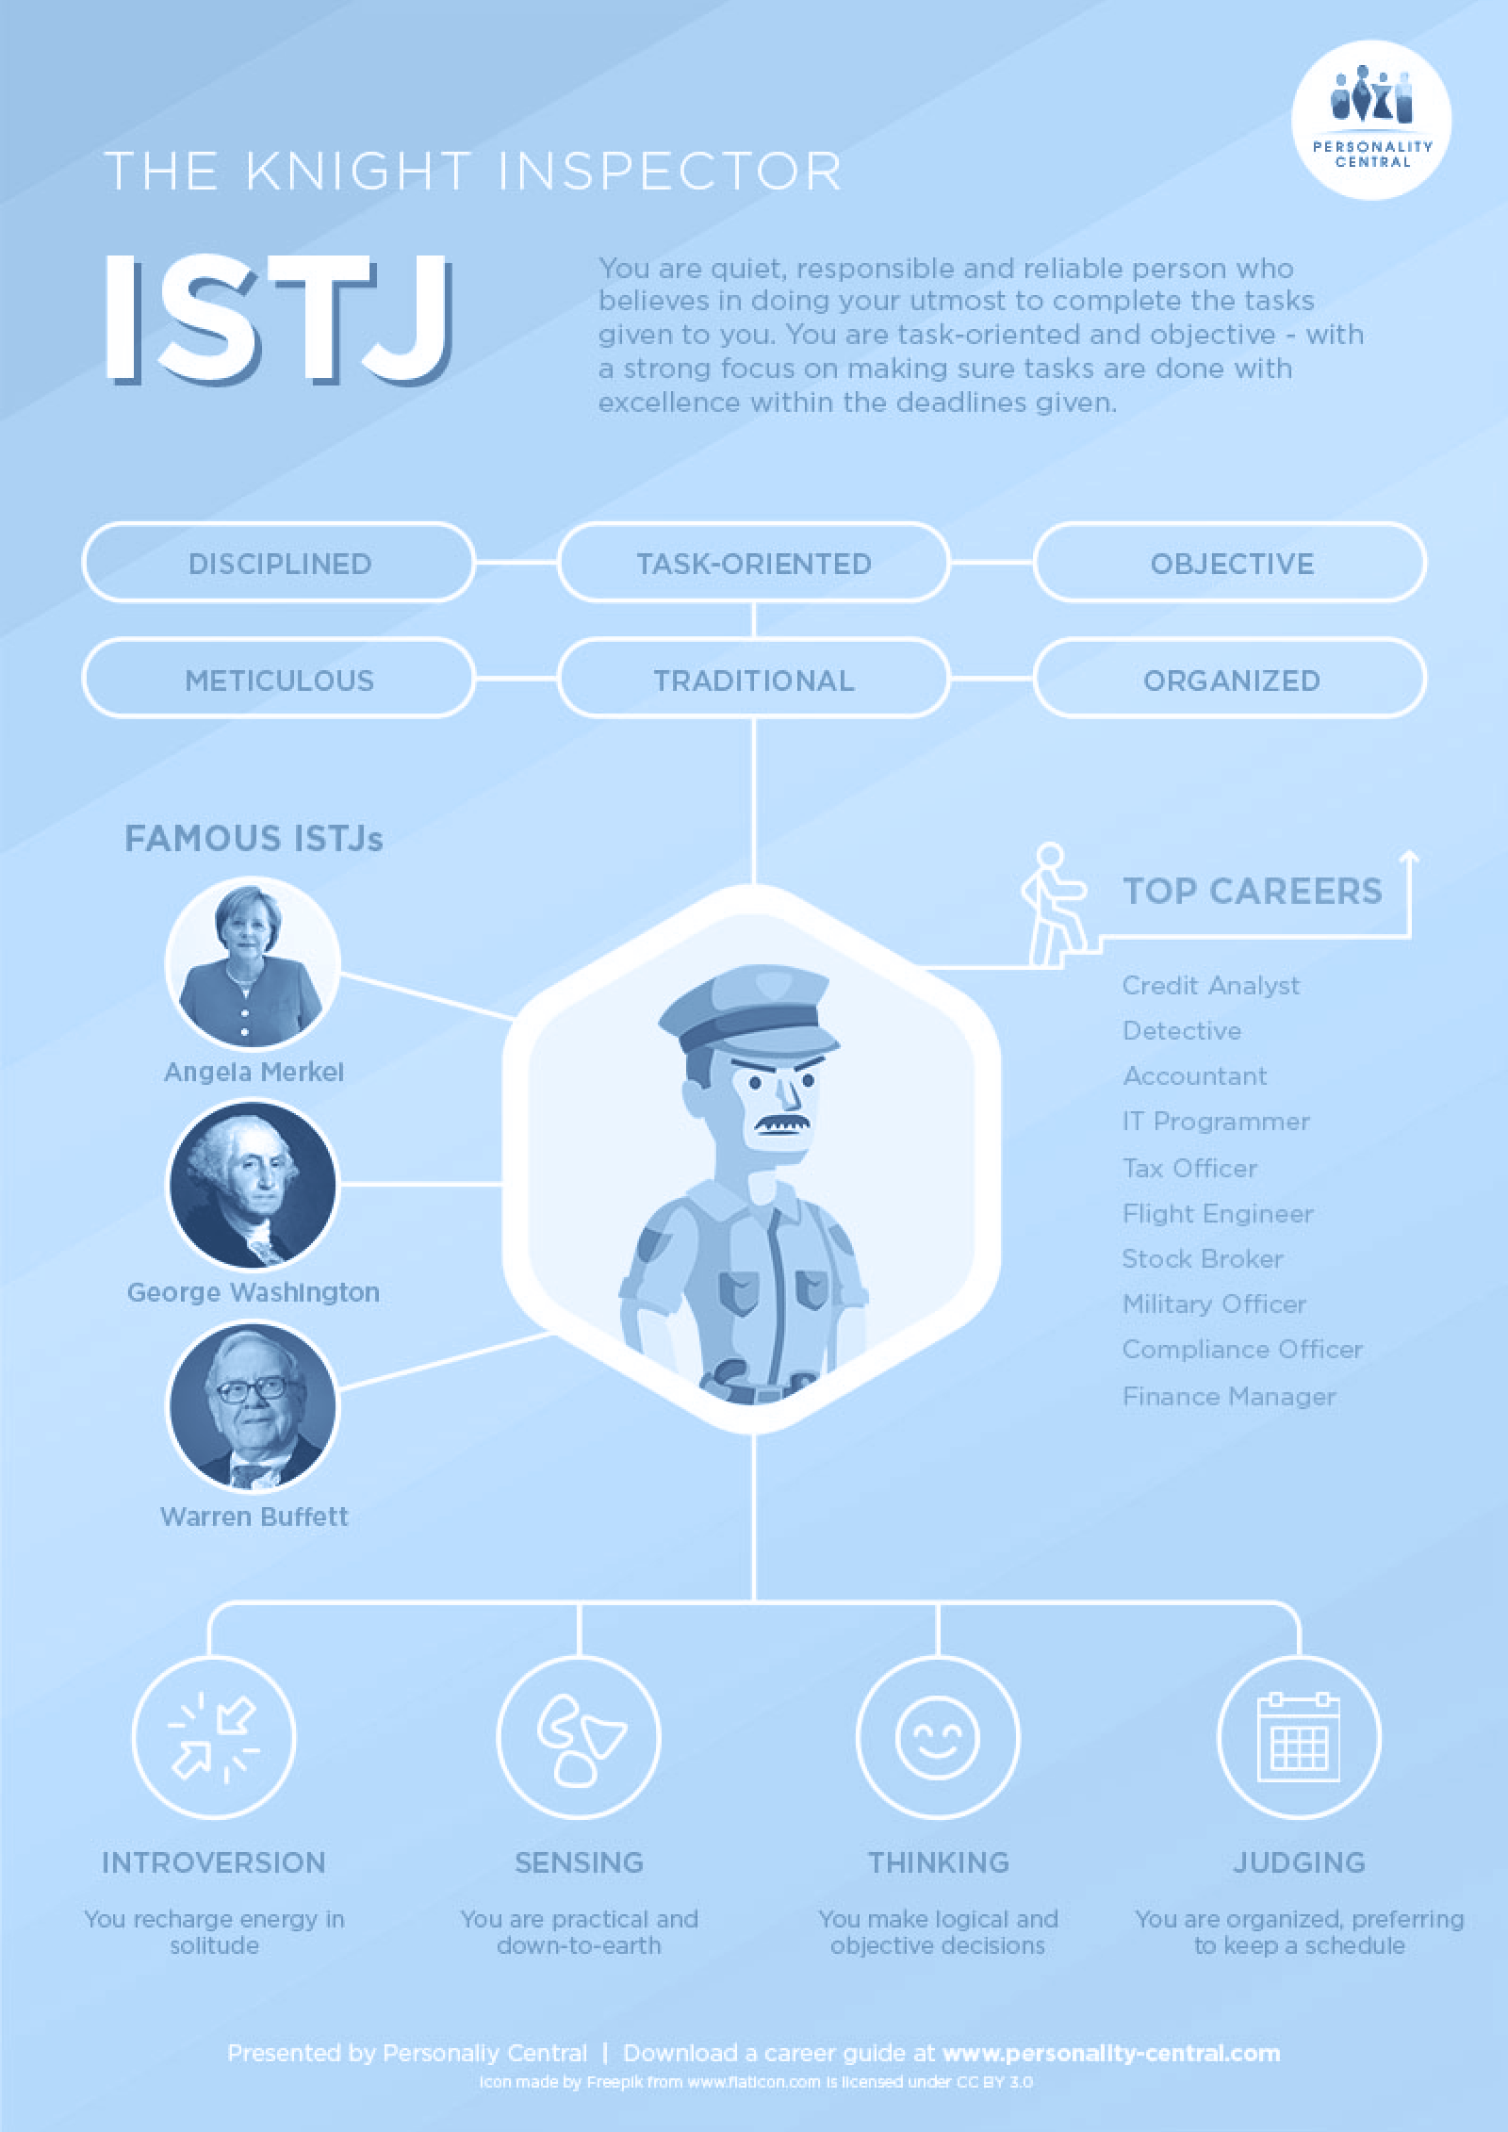 PERSONALITY
CENTRAL
THE KNIGHT INSPECTOR
ISTJ
You are quiet, responsible and reliable person who
believes in doing your utmost to complete the tasks
given to you. You are task-oriented and objective - with
a strong focus on making sure tasks are done with
excellence within the deadlines given.
DISCIPLINED
TASK-ORIENTED
OBJECTIVE
METICULOUS
TRADITIONAL
ORGANIZED
FAMOUS ISTJs
Angela Merkel
George Washington
Warren Buffett
TOP CAREERS
Credit Analyst
Detective
Accountant
IT Programmer
Tax Officer
Flight Engineer
Stock Broker
Military Officer
Compliance Officer
Finance Manager
INTROVERSION
You recharge energy in
solitude
SENSING
You are practical and
down-to-earth
THINKING
You make logical and
objective decisions
JUDGING
You are organized, preferring
to keep a schedule
Presented by Personally Central | Download a career guide at www.personality-central.com
Icon made by Freepik from www.flaticon.com is licensed under CC BY 3.0